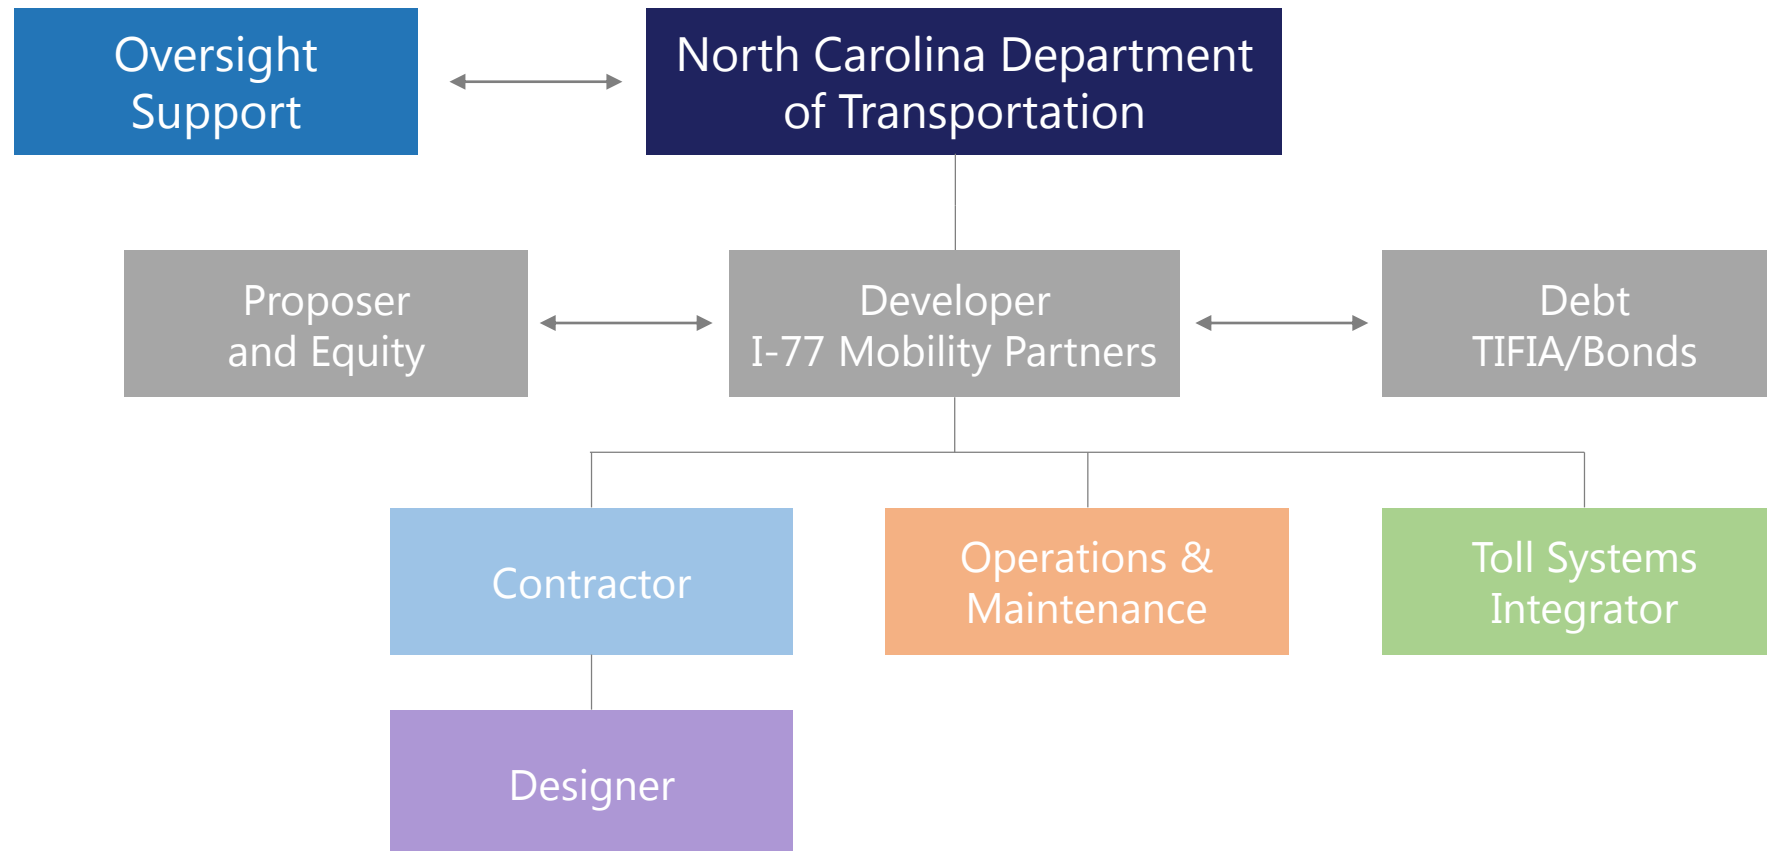 Oversight
Support
North Carolina Department
of Transportation
Proposer
and Equity
Developer
I-77 Mobility Partners
Debt
TIFIA/Bonds
Contractor
Operations &
Maintenance
Toll Systems
Integrator
Designer